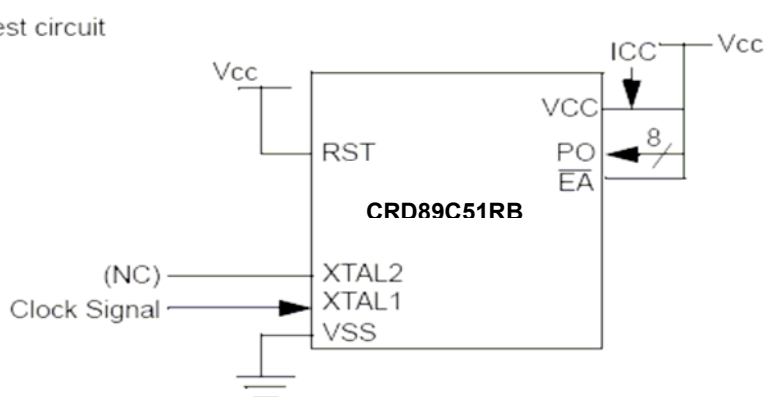 est circuit
ICC
Vcc
Vcc
VCC
RST
PO
8
EA
CRD89C51RB
(NC)
XTAL2
Clock Signal
XTAL1
VSS